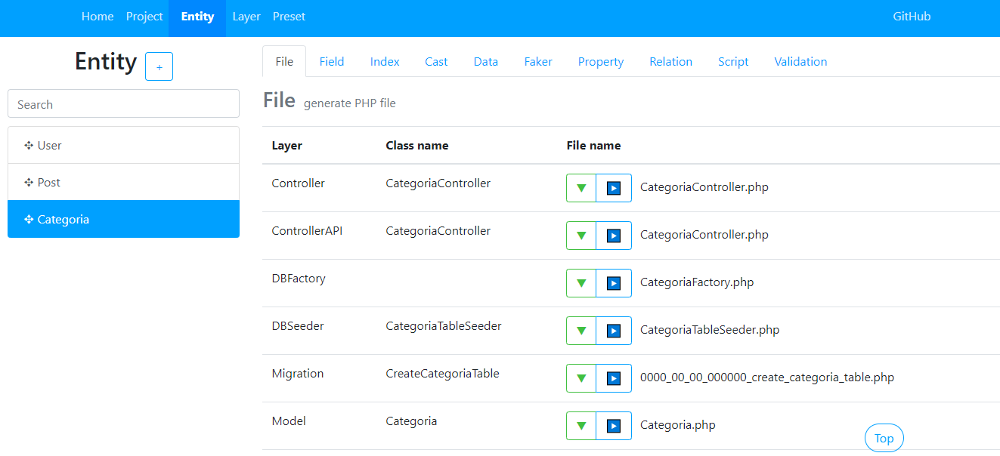 Home Project Entity Layer Preset GitHub
Entity +
Search
User
Post
Categoria
File Field Index Cast Data Faker Property Relation Script Validation
File generate PHP file
Layer Class name File name
Controller CategoriaController CategoriaController.php
ControllerAPI CategoriaController CategoriaController.php
DBFactory CategoriaFactory.php
DBSeeder CategoriaTableSeeder CategoriaTableSeeder.php
Migration CreateCategoriaTable 0000_00_00_000000_create_categoria_table.php
Model Categoria Categoria.php
Top